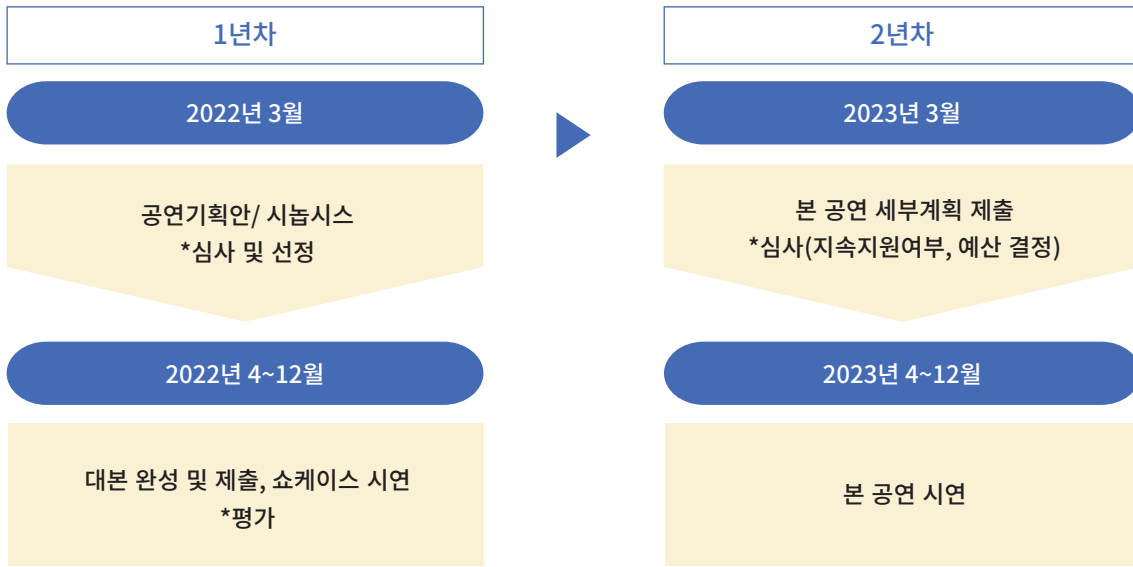 1년차
2022년 3월
공연기획안/ 시놉시스
*심사 및 선정
2022년 4~12월
대본 완성 및 제출, 쇼케이스 시연
*평가
2년차
2023년 3월
본 공연 세부계획 제출
*심사(지속지원여부, 예산 결정)
2023년 4~12월
본 공연 시연